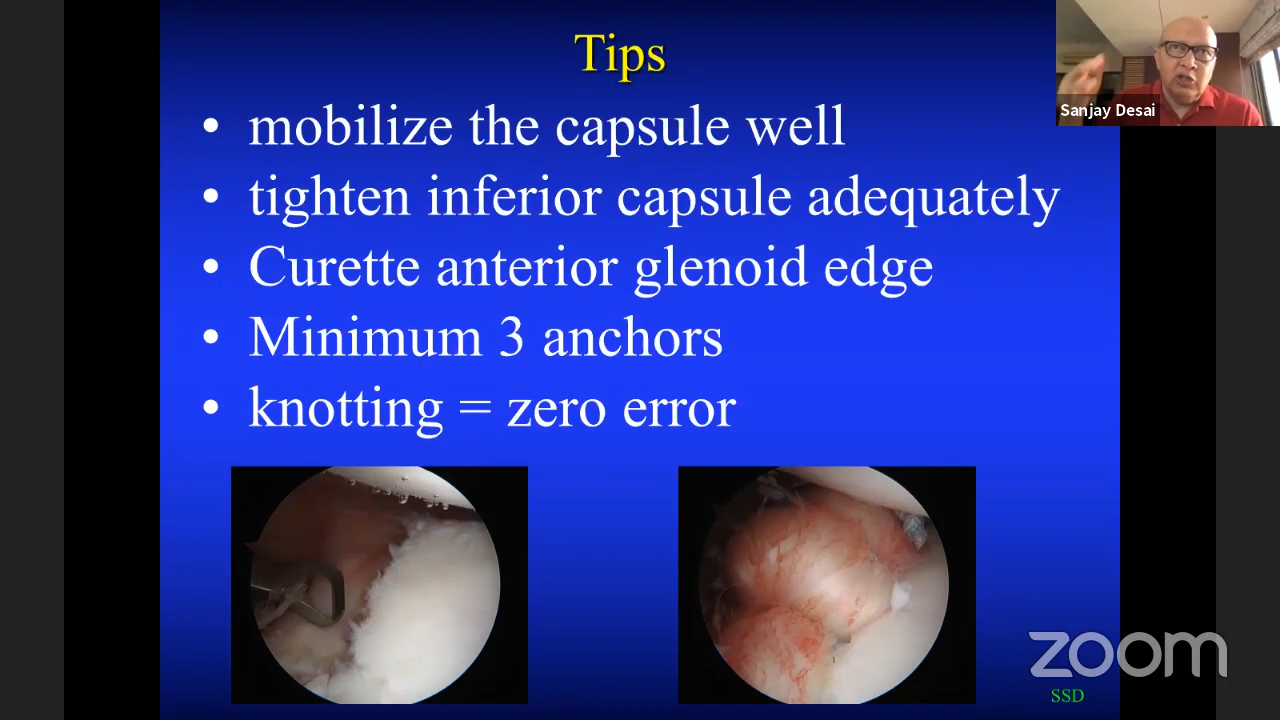 Tips
Sanjay Desai
• mobilize the capsule well
• tighten inferior capsule adequately
• Curette anterior glenoid edge
• Minimum 3 anchors
• knotting = zero error
zoom
SSD